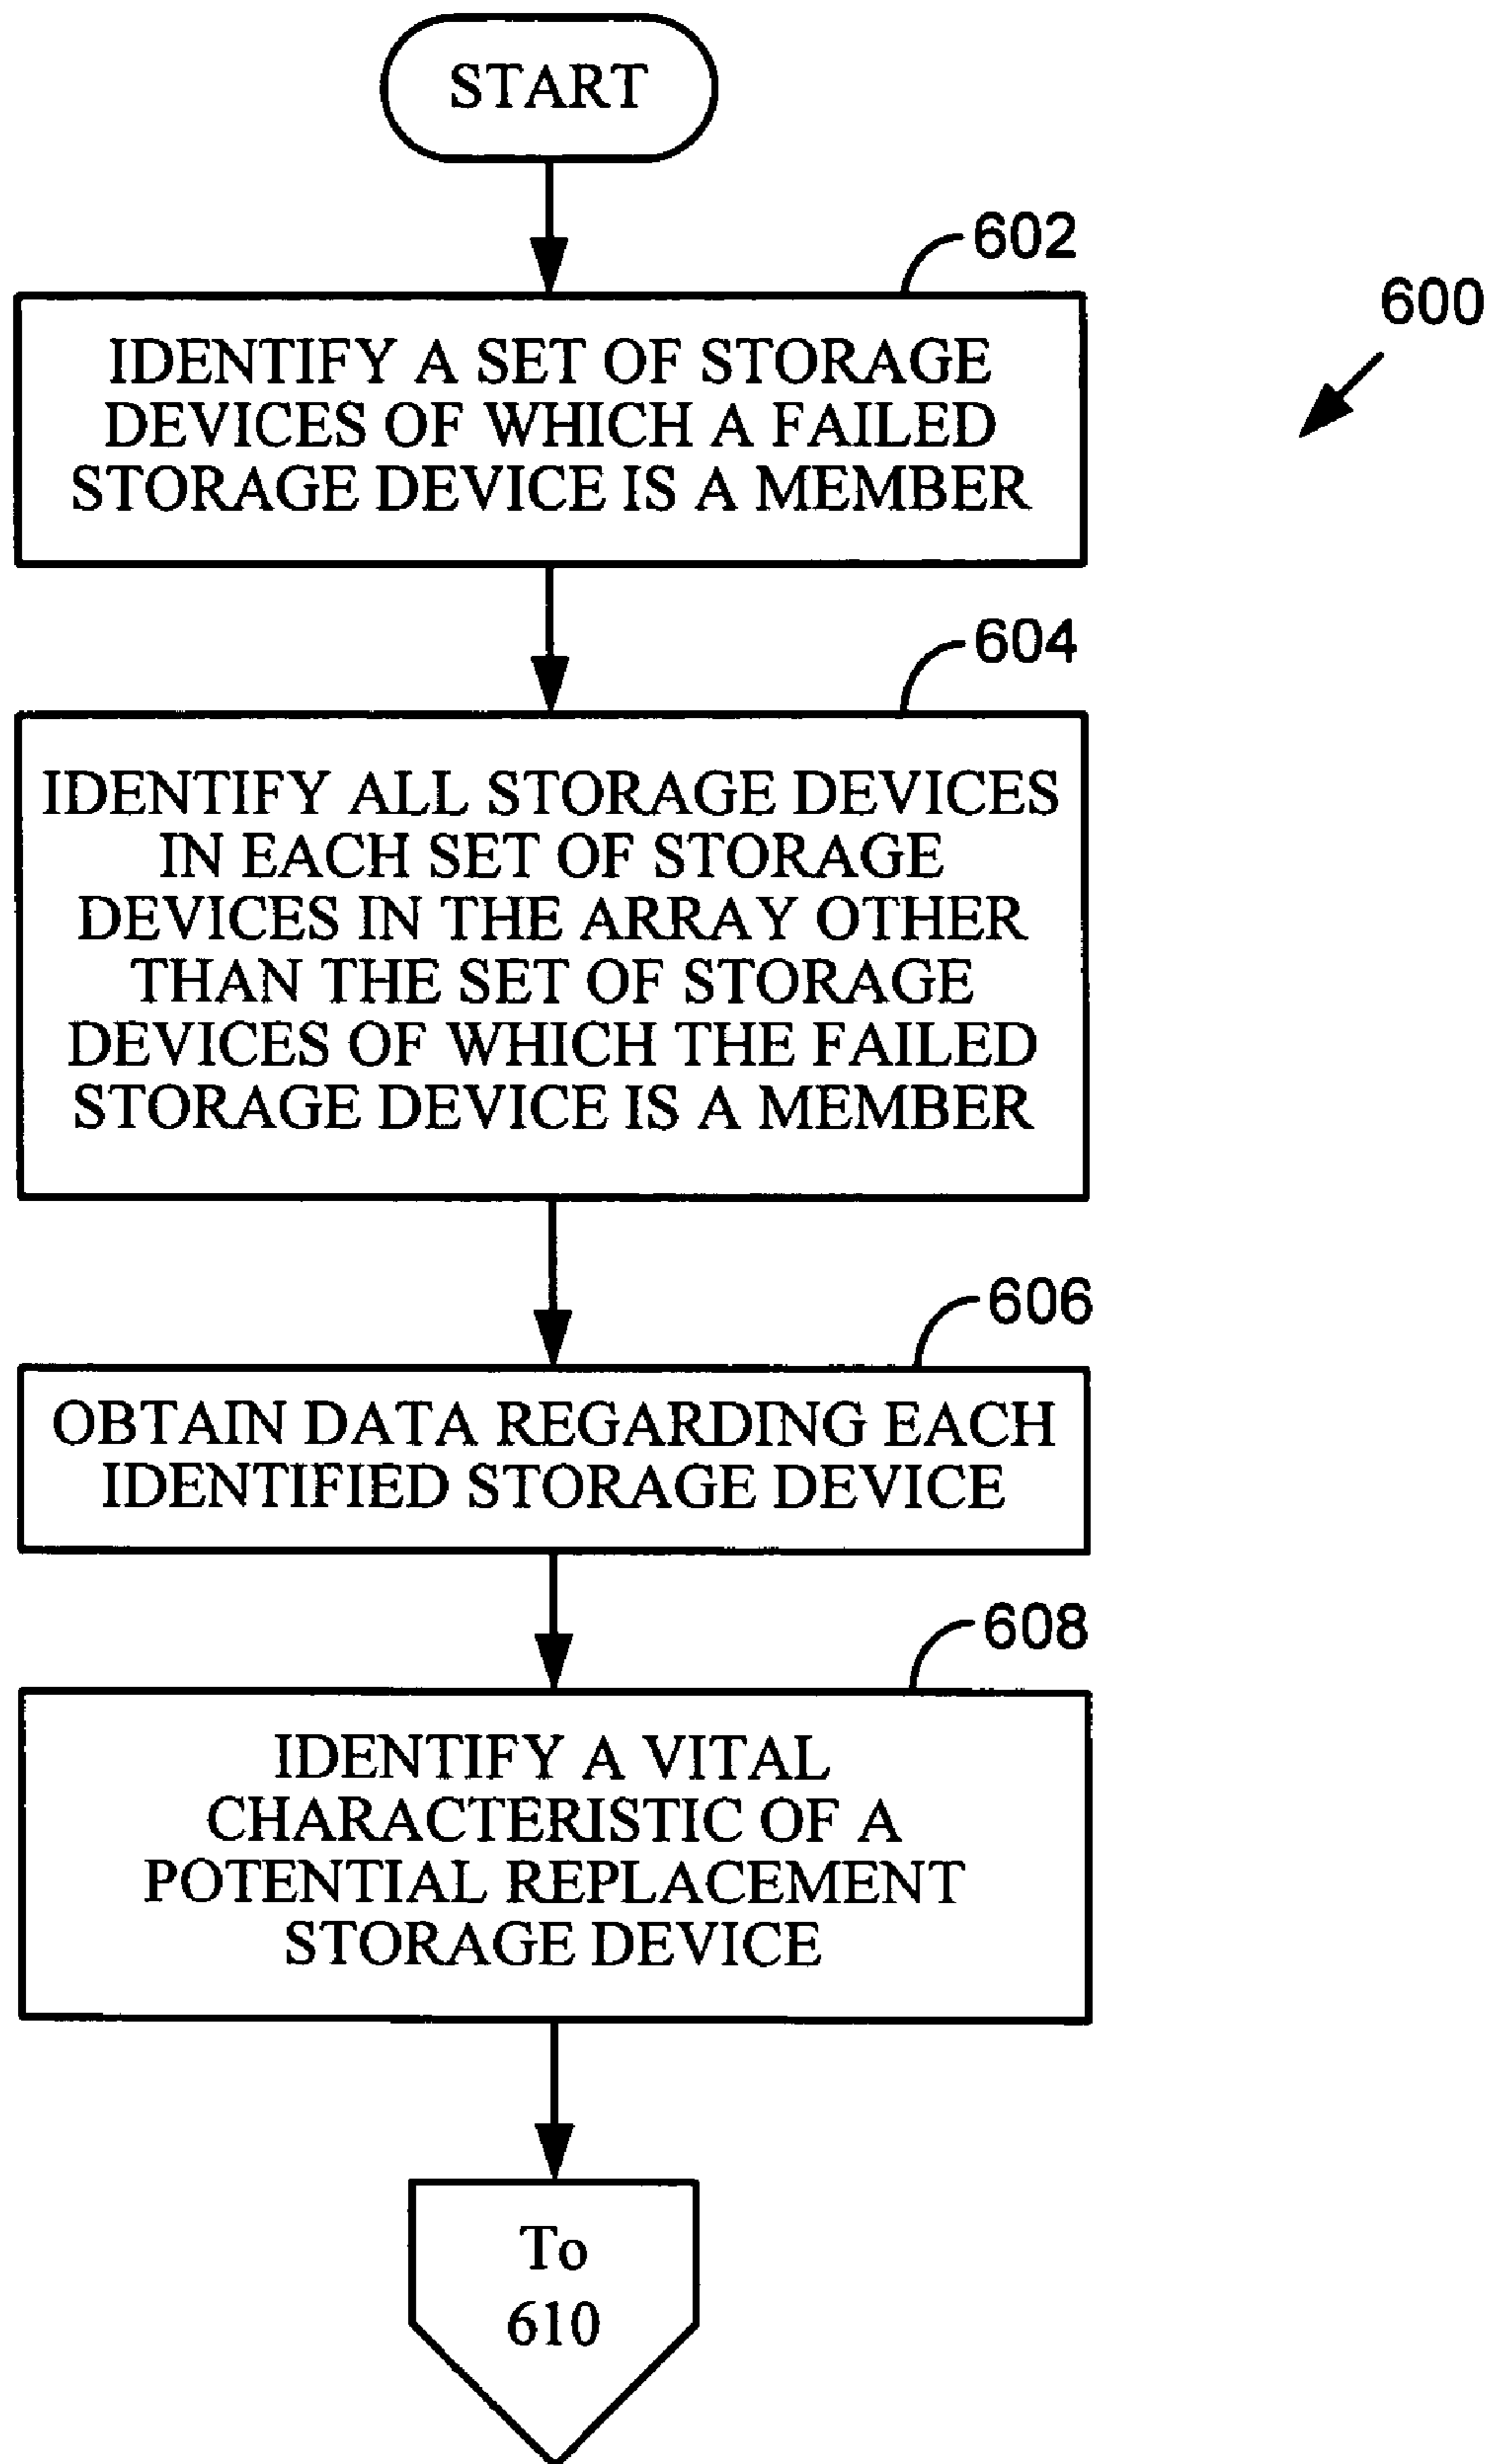 START
602
600
IDENTIFY A SET OF STORAGE
DEVICES OF WHICH A FAILED
STORAGE DEVICE IS A MEMBER
604
IDENTIFY ALL STORAGE DEVICES
IN EACH SET OF STORAGE
DEVICES IN THE ARRAY OTHER
THAN THE SET OF STORAGE
DEVICES OF WHICH THE FAILED
STORAGE DEVICE IS A MEMBER
606
OBTAIN DATA REGARDING EACH
IDENTIFIED STORAGE DEVICE
608
IDENTIFY A VITAL
CHARACTERISTIC OF A
POTENTIAL REPLACEMENT
STORAGE DEVICE
To
610